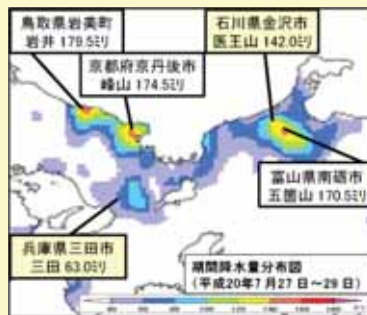 鳥取県岩美町
岩井 179.5ミリ
京都府京丹後市
峰山 174.5ミリ
石川県金沢市
医王山 142.0ミリ
富山県南砺市
五箇山 170.5ミリ
兵庫県三田市
三田 63.0ミリ
期間降水量分布図
(平成20年7月27日~29日)